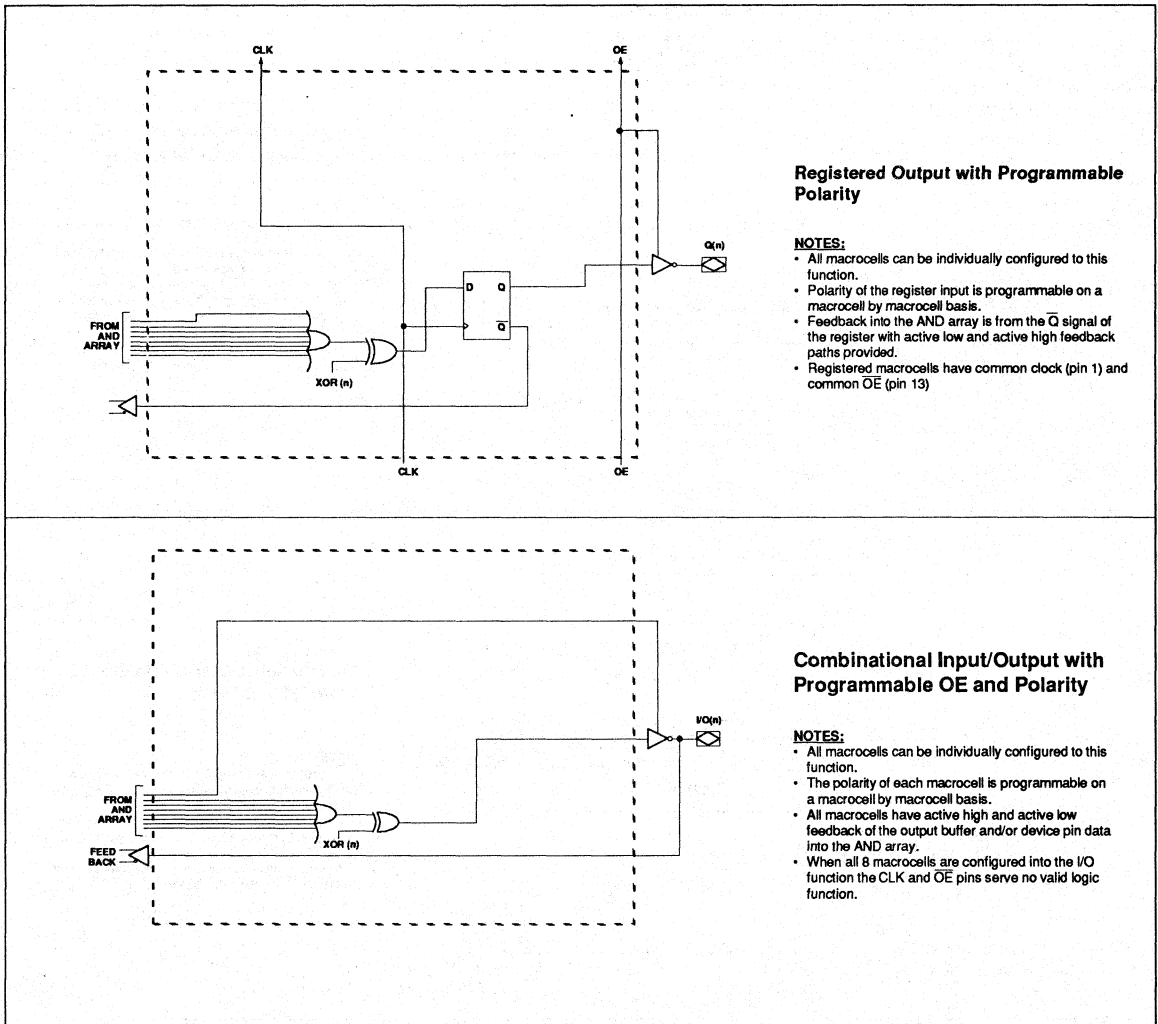 CLK
OE
Q(n)
D Q
Q̅
FROM
AND
ARRAY
XOR (n)
CLK
OE
Registered Output with Programmable
Polarity
NOTES:
• All macrocells can be individually configured to this
function.
• Polarity of the register input is programmable on a
macrocell by macrocell basis.
• Feedback into the AND array is from the Q̅ signal of
the register with active low and active high feedback
paths provided.
• Registered macrocells have common clock (pin 1) and
common O̅E̅ (pin 13)
I/O(n)
FROM
AND
ARRAY
XOR (n)
FEED
BACK
Combinational Input/Output with
Programmable OE and Polarity
NOTES:
• All macrocells can be individually configured to this
function.
• The polarity of each macrocell is programmable on
a macrocell by macrocell basis.
• All macrocells have active high and active low
feedback of the output buffer and/or device pin data
into the AND array.
• When all 8 macrocells are configured into the I/O
function the CLK and O̅E̅ pins serve no valid logic
function.